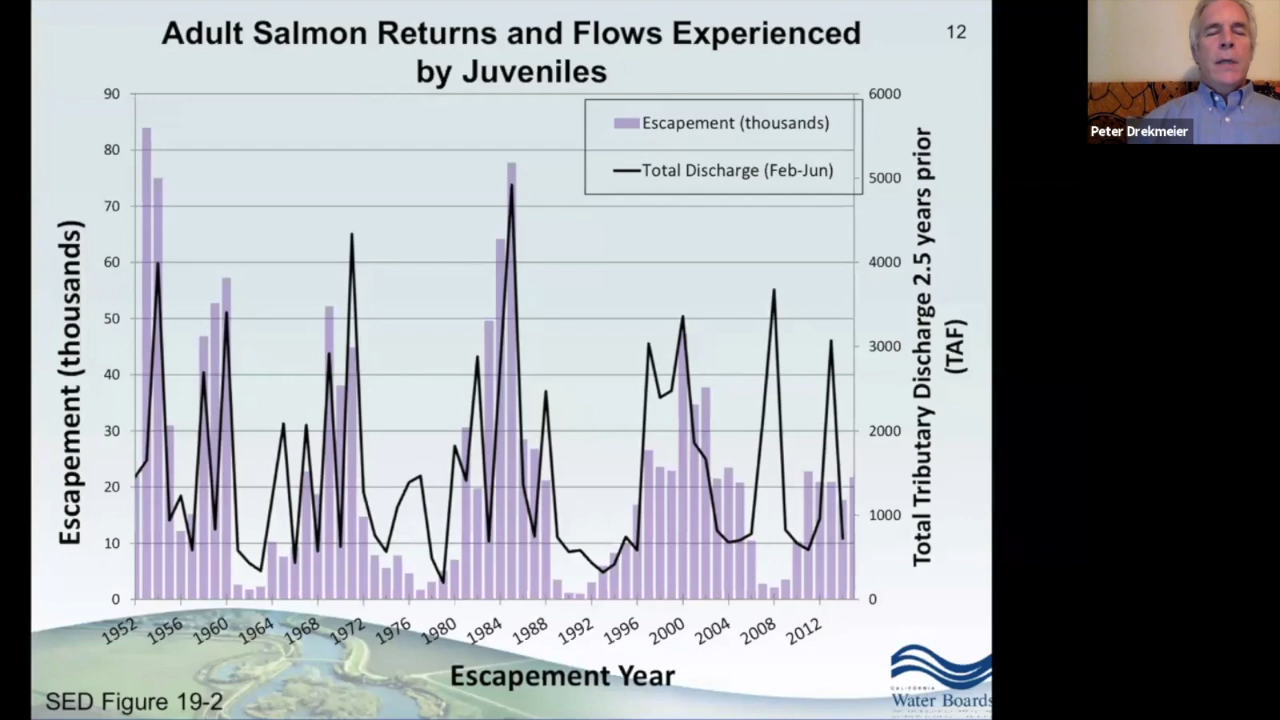 Adult Salmon Returns and Flows Experienced
by Juveniles
12
Peter Drekmeier
90
80
70
60
50
40
30
20
10
0
Escapement (thousands)
Escapement (thousands)
Total Discharge (Feb-Jun)
6000
5000
4000
3000
2000
1000
0
Total Tributary Discharge 2.5 years prior
(TAF)
1952
1956
1960
1964
1968
1972
1976
1980
1984
1988
1992
1996
2000
2004
2008
2012
Escapement Year
SED Figure 19-2
CALIFORNIA
Water Boards